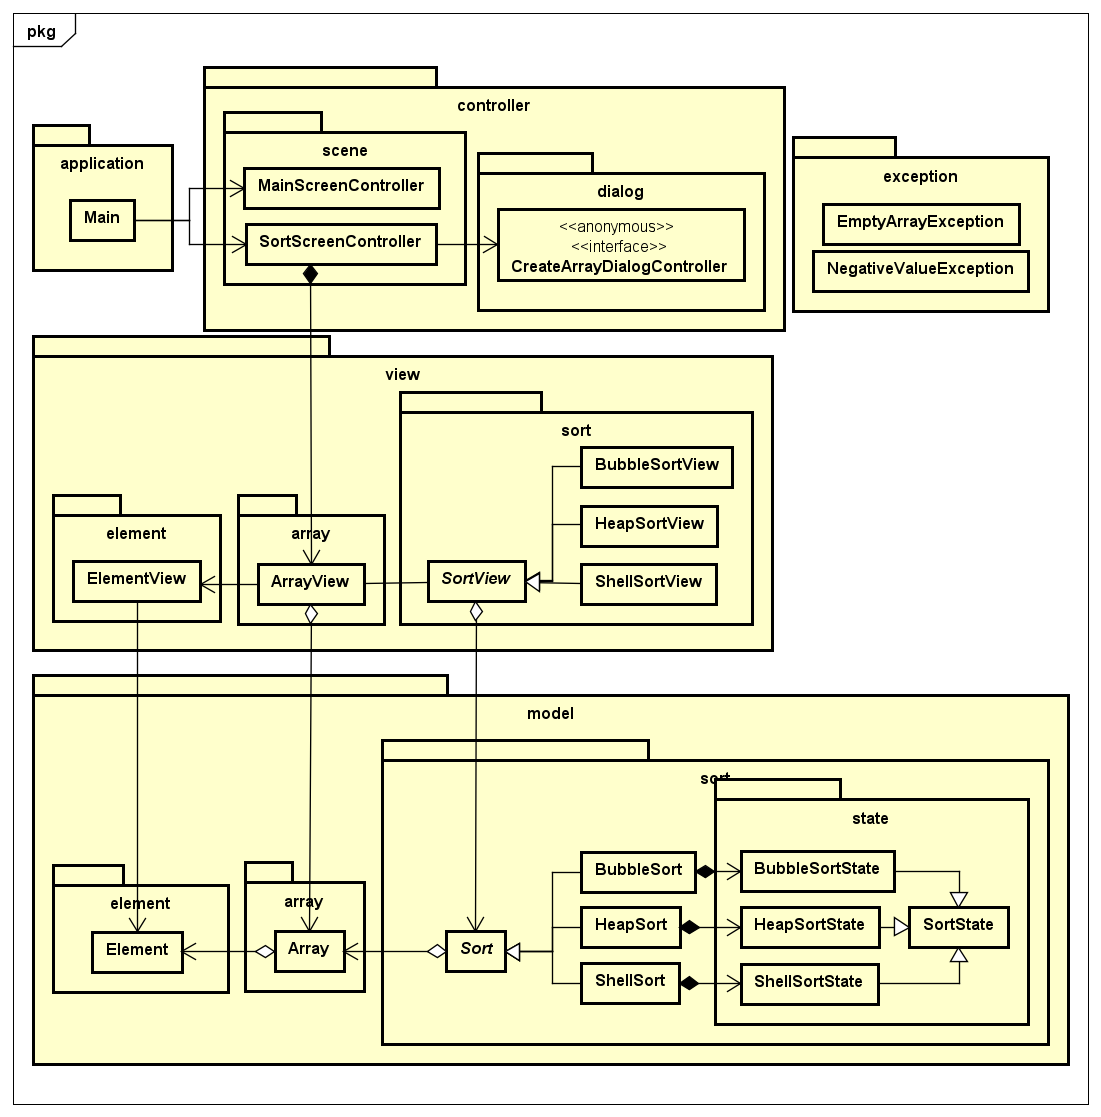 pkg
controller
application
scene
MainScreenController
Main
SortScreenController
dialog
<<anonymous>>
<<interface>>
CreateArrayDialogController
exception
EmptyArrayException
NegativeValueException
view
sort
BubbleSortView
HeapSortView
ShellSortView
element
ElementView
array
ArrayView
SortView
model
sort
state
BubbleSort
BubbleSortState
HeapSort
HeapSortState
SortState
ShellSort
ShellSortState
element
Element
array
Array
Sort